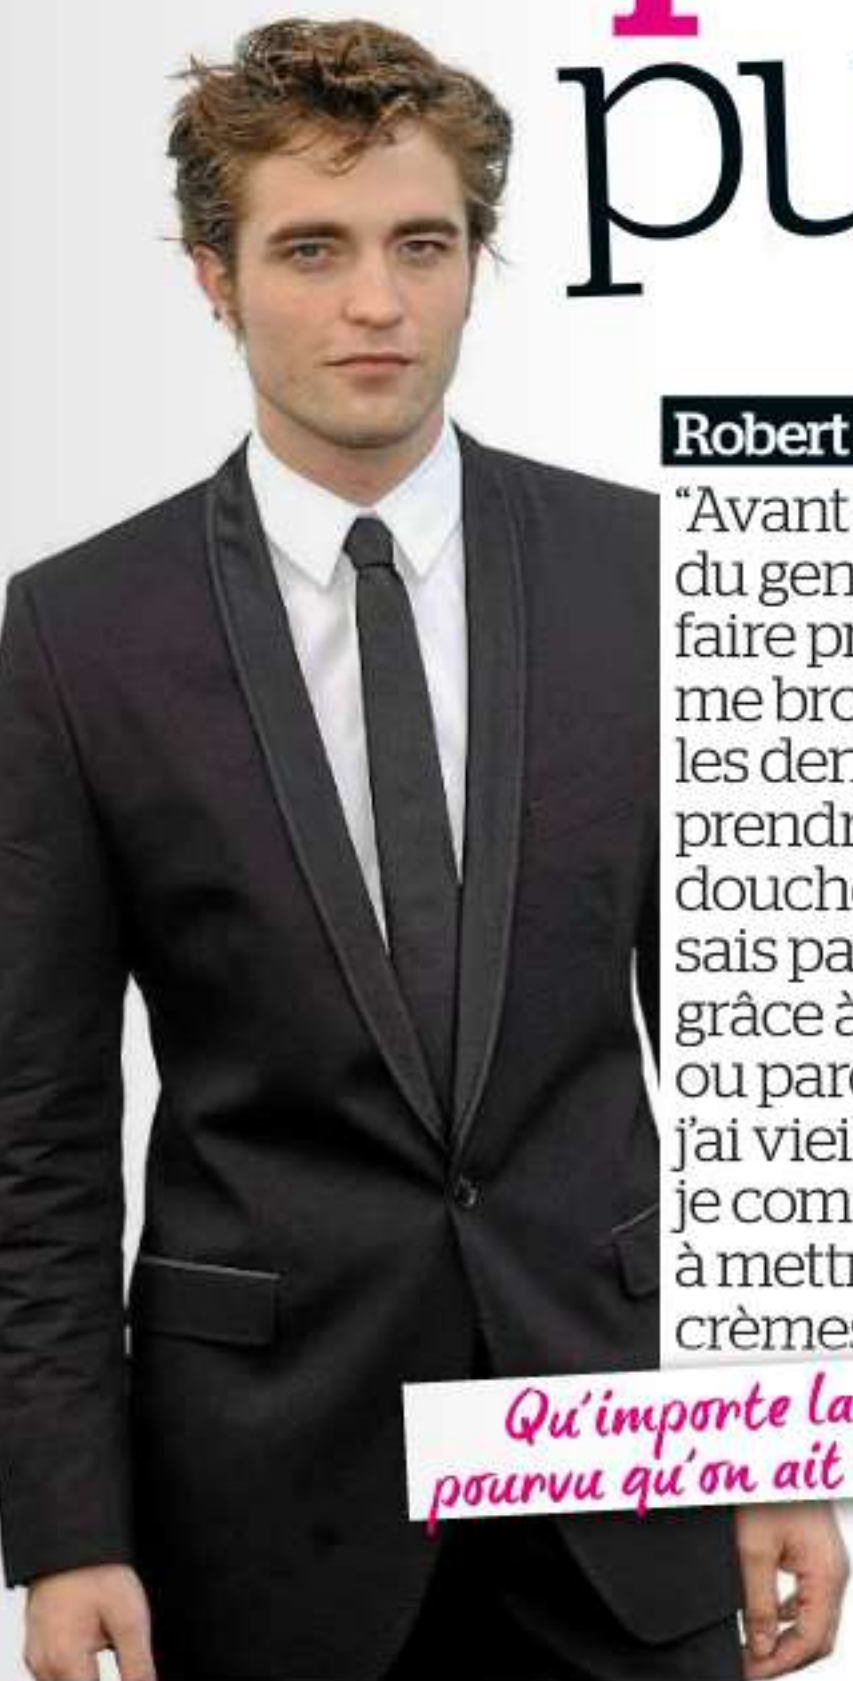 pu
Robert
“Avant
du gen
faire pr
me bro
les den
prendr
douche
sais pa
grâce à
ou parc
j’ai viei
je com
à mettr
crèmes
Qu’importe la
pourvu qu’on ait